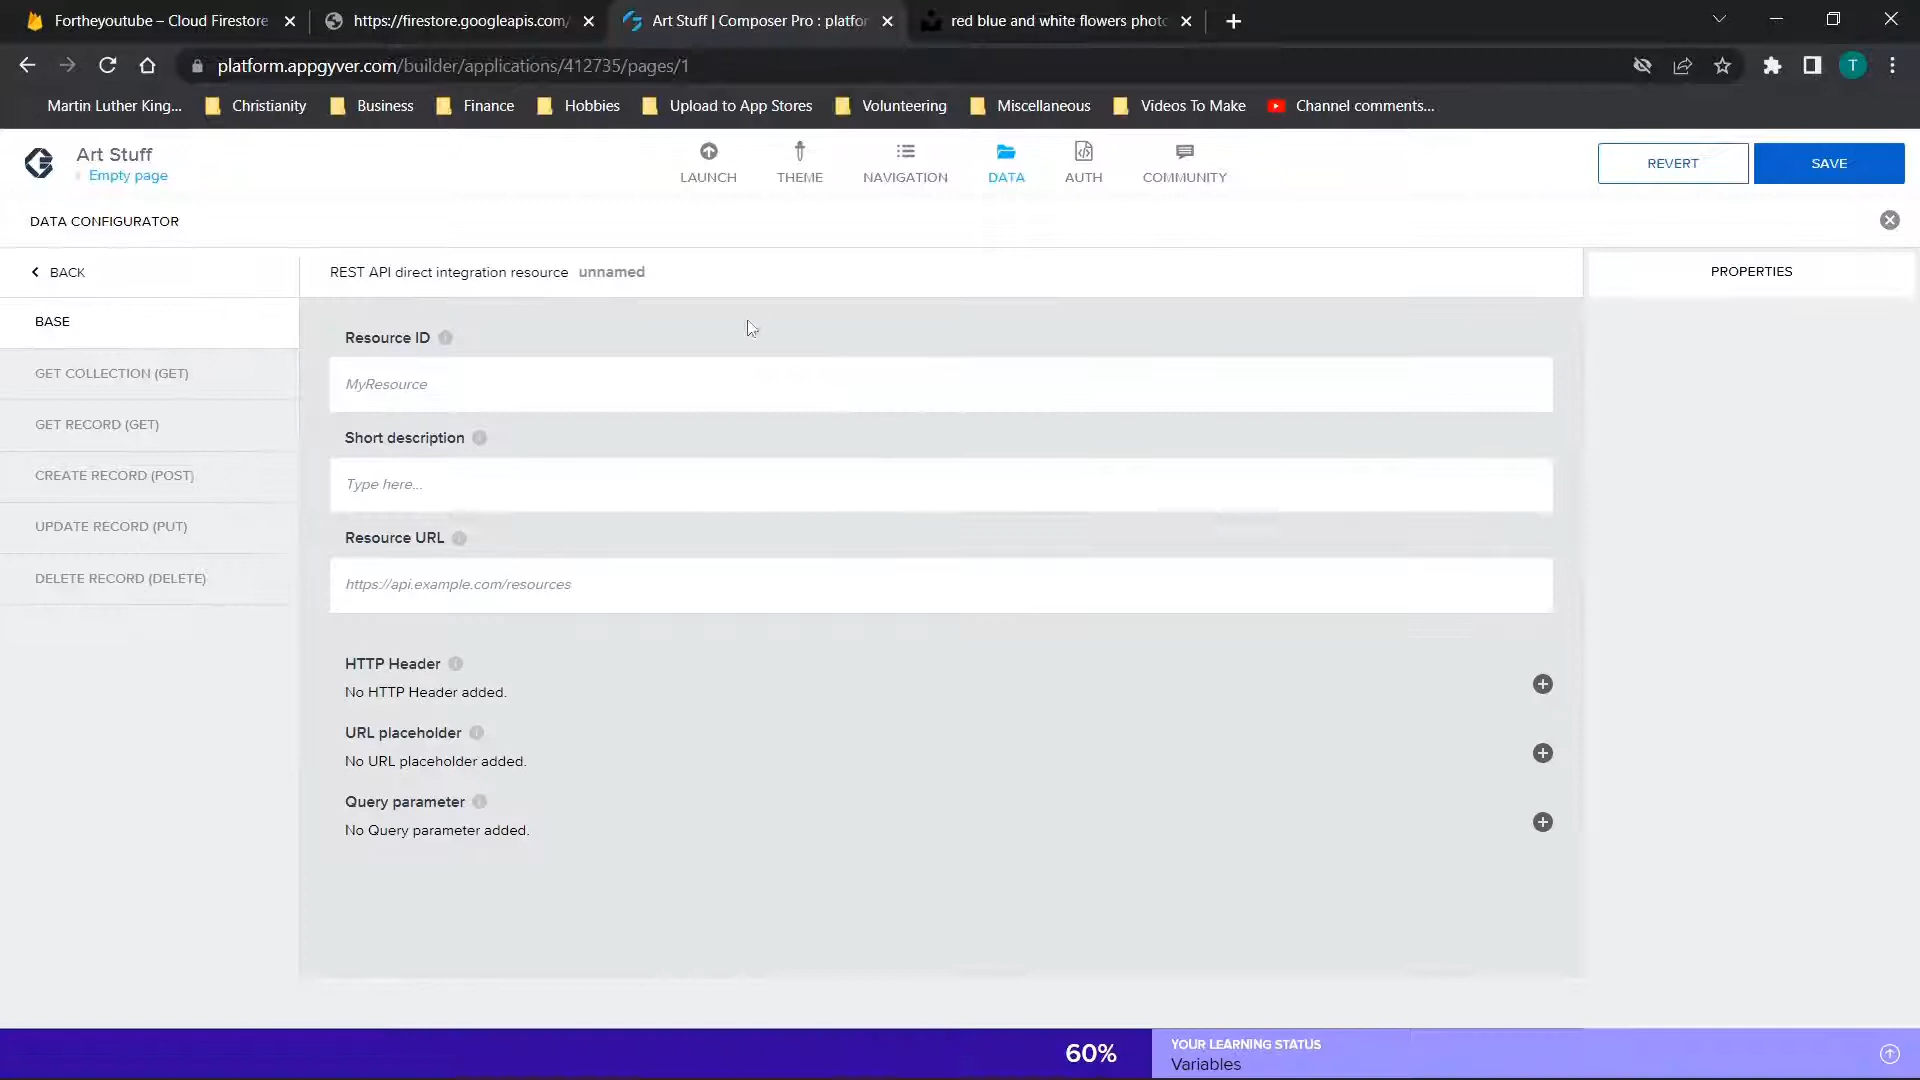 Fortheyoutube – Cloud Firestore
https://firestore.googleapis.com/
Art Stuff | Composer Pro : platfor
red blue and white flowers photo
platform.appgyver.com/builder/applications/412735/pages/1
T
Martin Luther King...
Christianity
Business
Finance
Hobbies
Upload to App Stores
Volunteering
Miscellaneous
Videos To Make
Channel comments...
Art Stuff
Empty page
LAUNCH
THEME
NAVIGATION
DATA
AUTH
COMMUNITY
REVERT
SAVE
DATA CONFIGURATOR
BACK
REST API direct integration resource unnamed
PROPERTIES
BASE
GET COLLECTION (GET)
GET RECORD (GET)
CREATE RECORD (POST)
UPDATE RECORD (PUT)
DELETE RECORD (DELETE)
Resource ID
MyResource
Short description
Type here...
Resource URL
https://api.example.com/resources
HTTP Header
No HTTP Header added.
URL placeholder
No URL placeholder added.
Query parameter
No Query parameter added.
60%
YOUR LEARNING STATUS
Variables